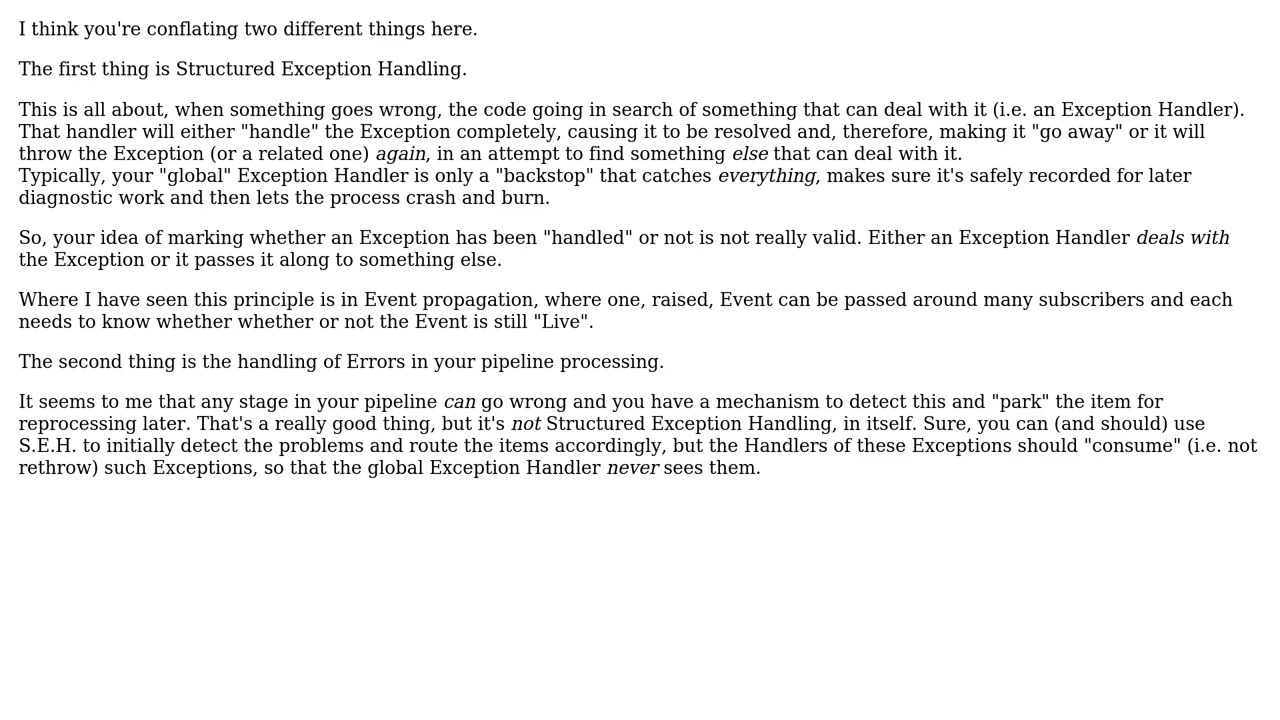 I think you're conflating two different things here.
The first thing is Structured Exception Handling.
This is all about, when something goes wrong, the code going in search of something that can deal with it (i.e. an Exception Handler).
That handler will either "handle" the Exception completely, causing it to be resolved and, therefore, making it "go away" or it will
throw the Exception (or a related one) again, in an attempt to find something else that can deal with it.
Typically, your "global" Exception Handler is only a "backstop" that catches everything, makes sure it's safely recorded for later
diagnostic work and then lets the process crash and burn.
So, your idea of marking whether an Exception has been "handled" or not is not really valid. Either an Exception Handler deals with
the Exception or it passes it along to something else.
Where I have seen this principle is in Event propagation, where one, raised, Event can be passed around many subscribers and each
needs to know whether whether or not the Event is still "Live".
The second thing is the handling of Errors in your pipeline processing.
It seems to me that any stage in your pipeline can go wrong and you have a mechanism to detect this and "park" the item for
reprocessing later. That's a really good thing, but it's not Structured Exception Handling, in itself. Sure, you can (and should) use
S.E.H. to initially detect the problems and route the items accordingly, but the Handlers of these Exceptions should "consume" (i.e. not
rethrow) such Exceptions, so that the global Exception Handler never sees them.